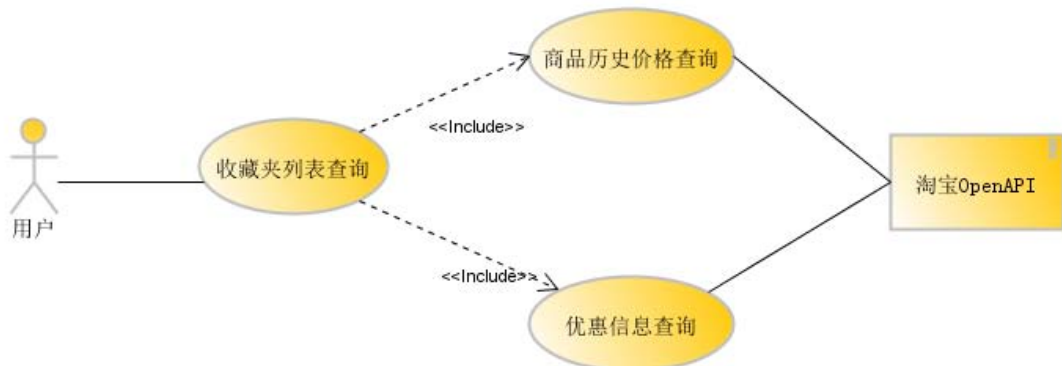 商品历史价格查询
<<Include>>
收藏夹列表查询
淘宝OpenAPI
用户
<<Include>>
优惠信息查询